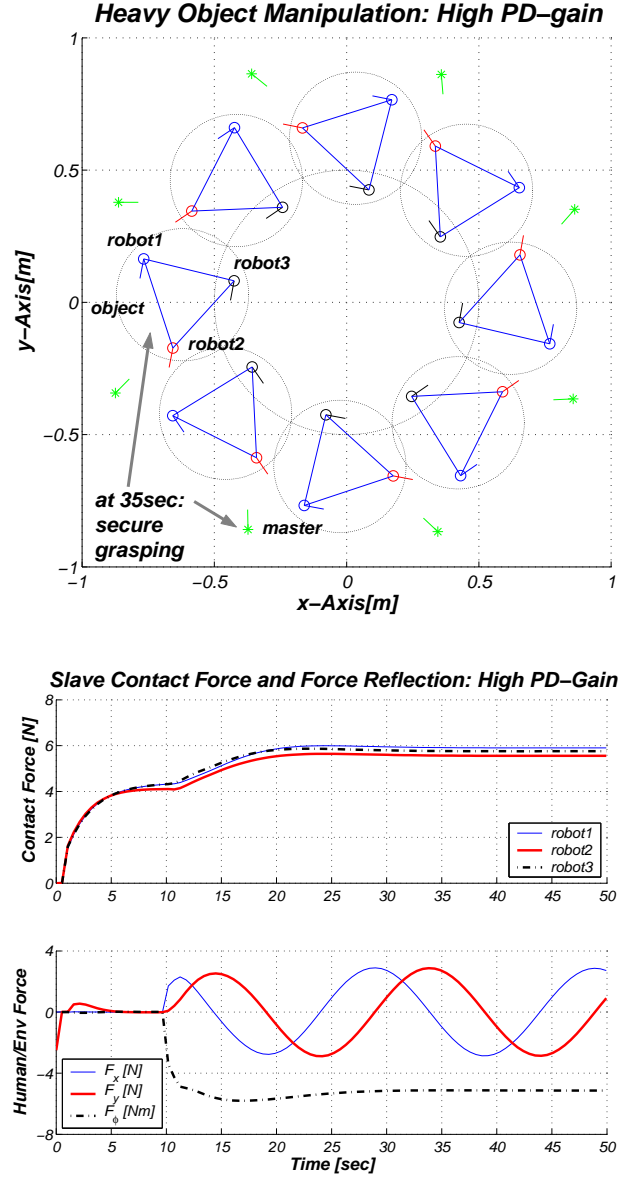 Heavy Object Manipulation: High PD−gain
1
0.5
0
−0.5
−1
y−Axis[m]
robot1
robot3
object
robot2
at 35sec:
secure
grasping
master
−1
−0.5
0
0.5
1
x−Axis[m]
Slave Contact Force and Force Reflection: High PD−Gain
8
6
4
2
0
Contact Force [N]
robot1
robot2
robot3
0
5
10
15
20
25
30
35
40
45
50
4
0
−4
−8
Human/Env Force
F_x [N]
F_y [N]
F_ϕ [Nm]
0
5
10
15
20
25
30
35
40
45
50
Time [sec]